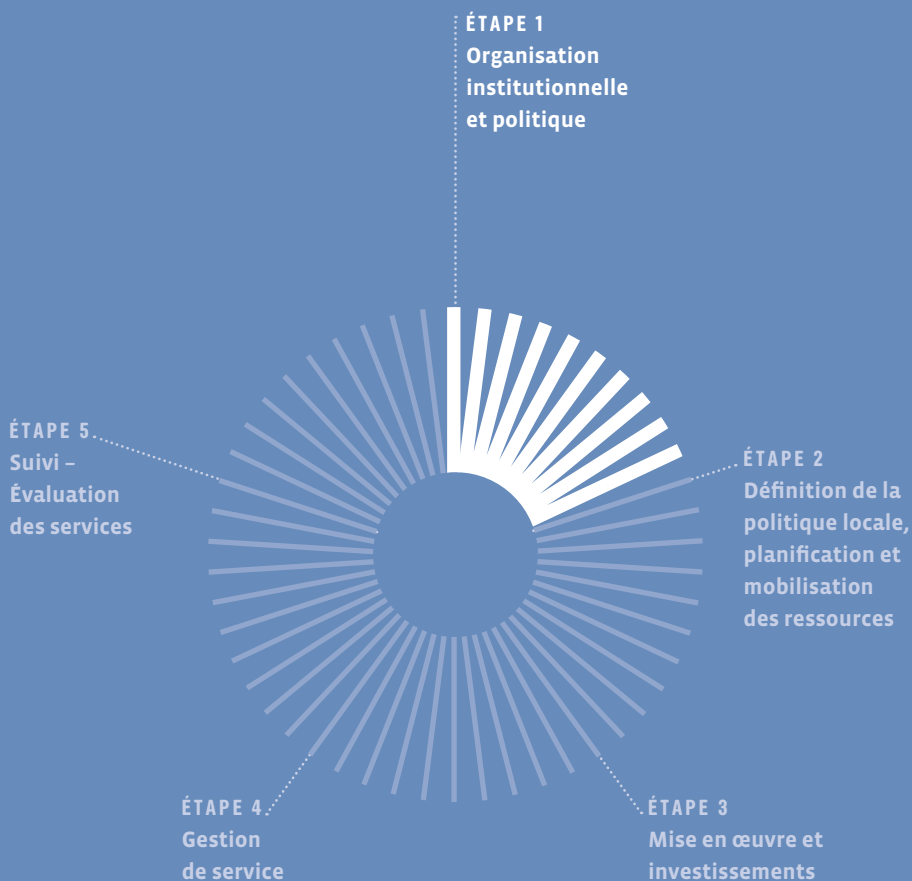 ÉTAPE 1
Organisation
institutionnelle
et politique
ÉTAPE 2
Définition de la
politique locale,
planification et
mobilisation
des ressources
ÉTAPE 3
Mise en œuvre et
investissements
ÉTAPE 4
Gestion
de service
ÉTAPE 5
Suivi –
Évaluation
des services